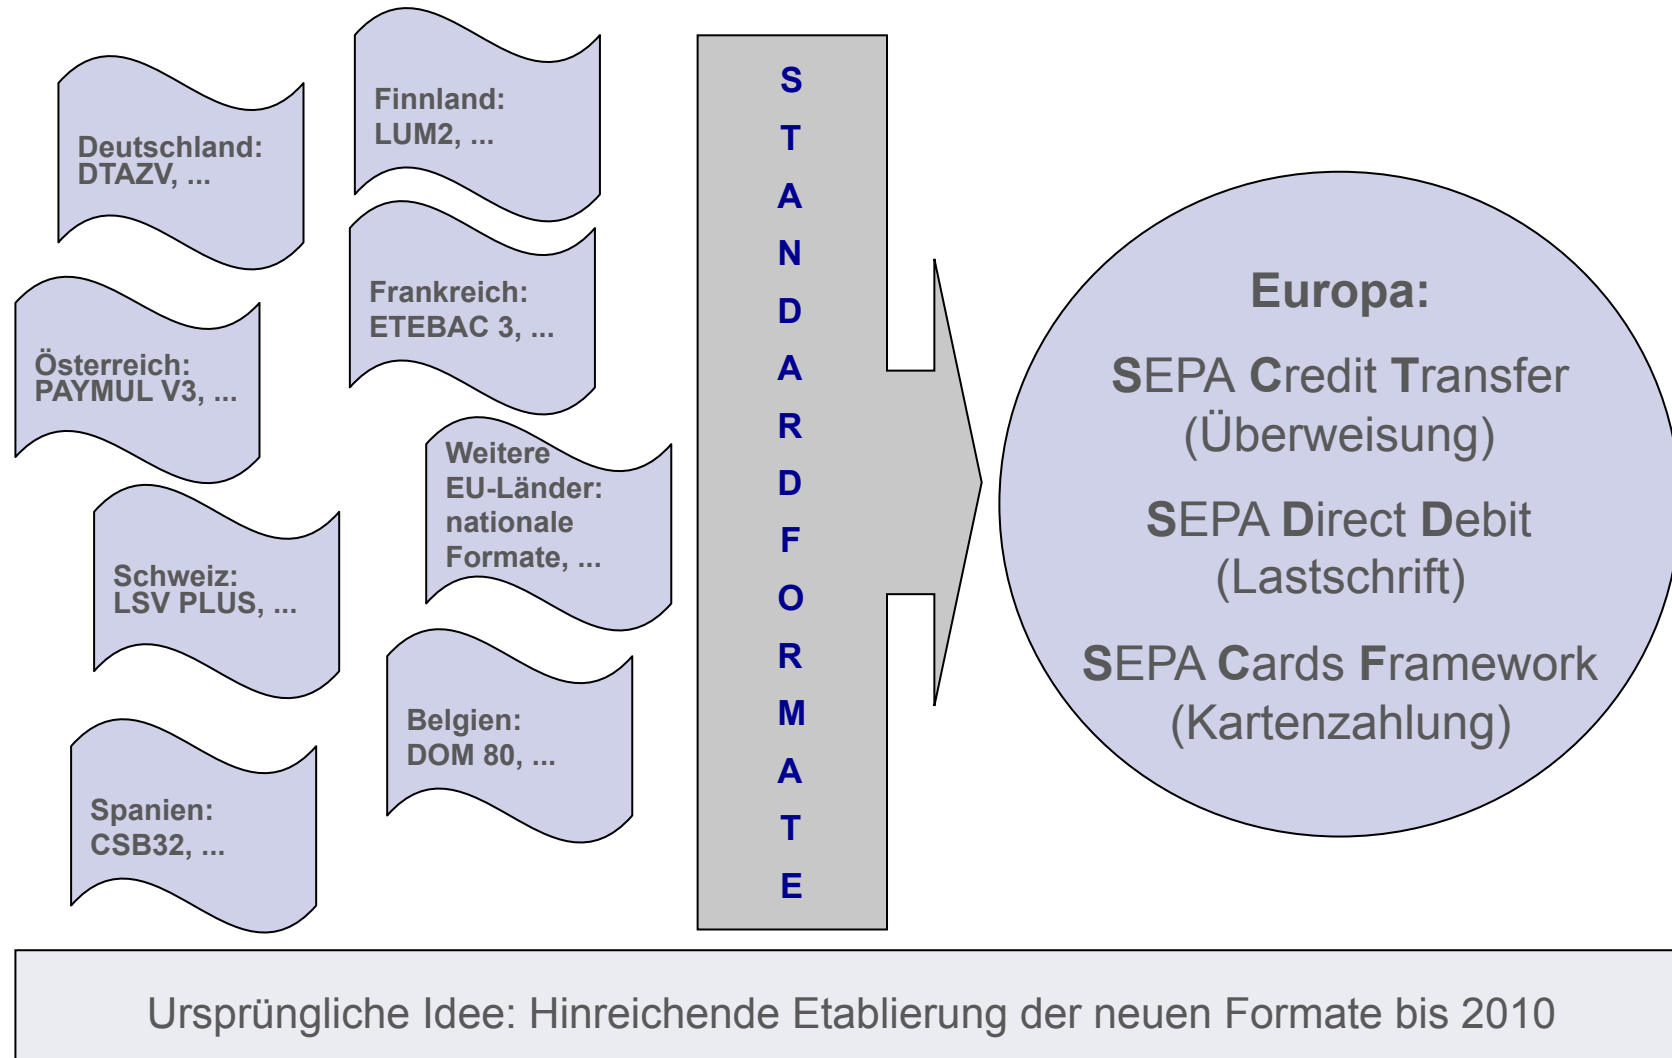 Deutschland:
DTAZV, ...
Finnland:
LUM2, ...
Österreich:
PAYMUL V3, ...
Frankreich:
ETEBAC 3, ...
Schweiz:
LSV PLUS, ...
Weitere
EU-Länder:
nationale
Formate, ...
Spanien:
CSB32, ...
Belgien:
DOM 80, ...
S
T
A
N
D
A
R
D
F
O
R
M
A
T
E
Europa:
SEPA Credit Transfer
(Überweisung)
SEPA Direct Debit
(Lastschrift)
SEPA Cards Framework
(Kartenzahlung)
Ursprüngliche Idee: Hinreichende Etablierung der neuen Formate bis 2010